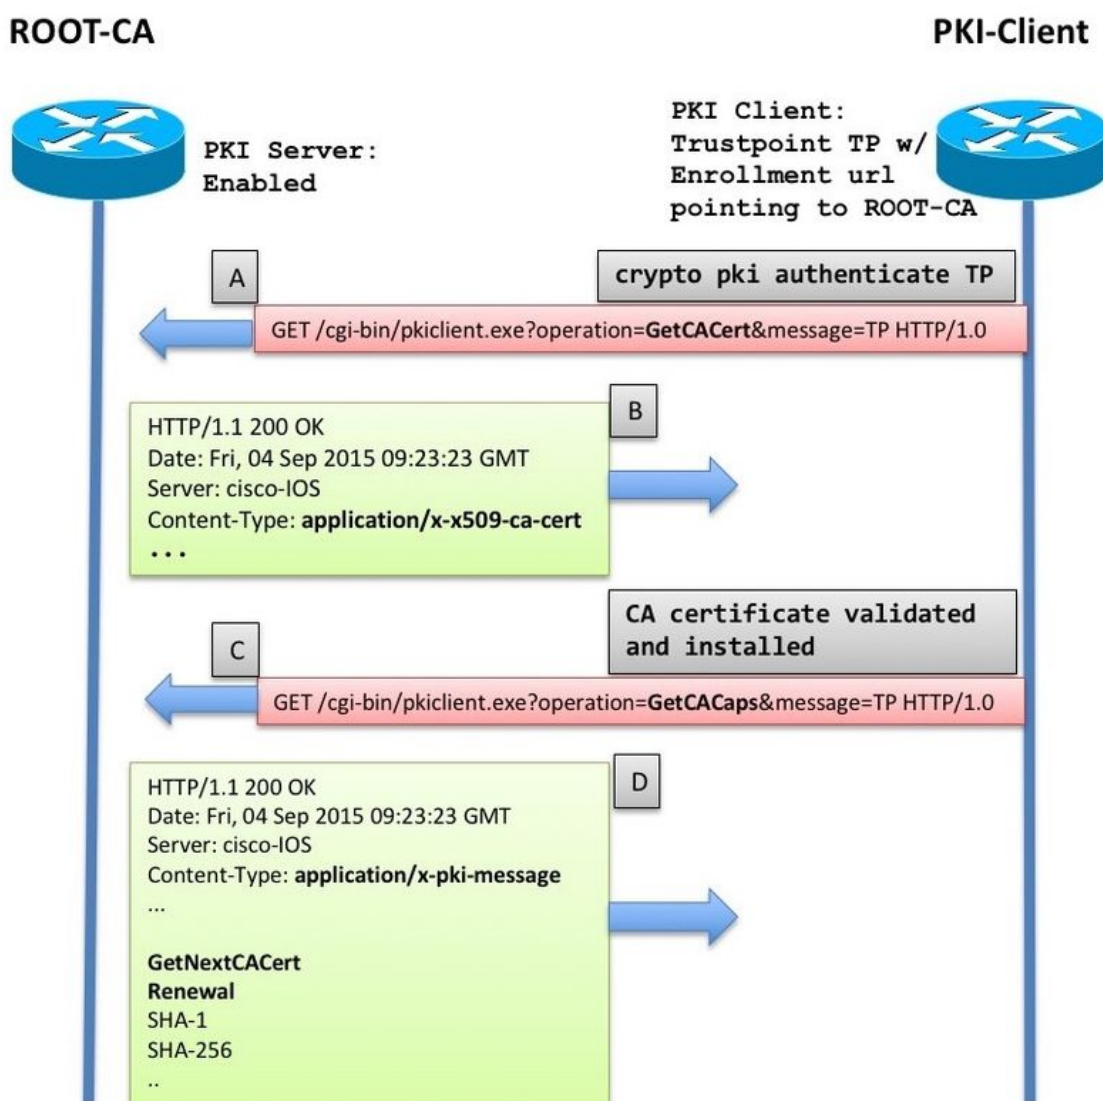 ROOT-CA
PKI-Client
PKI Server:
Enabled
PKI Client:
Trustpoint TP w/
Enrollment url
pointing to ROOT-CA
A
crypto pki authenticate TP
GET /cgi-bin/pkiclient.exe?operation=GetCACert&message=TP HTTP/1.0
B
HTTP/1.1 200 OK
Date: Fri, 04 Sep 2015 09:23:23 GMT
Server: cisco-IOS
Content-Type: application/x-x509-ca-cert
...
CA certificate validated
and installed
C
GET /cgi-bin/pkiclient.exe?operation=GetCACaps&message=TP HTTP/1.0
D
HTTP/1.1 200 OK
Date: Fri, 04 Sep 2015 09:23:23 GMT
Server: cisco-IOS
Content-Type: application/x-pki-message
...
GetNextCACert
Renewal
SHA-1
SHA-256
..